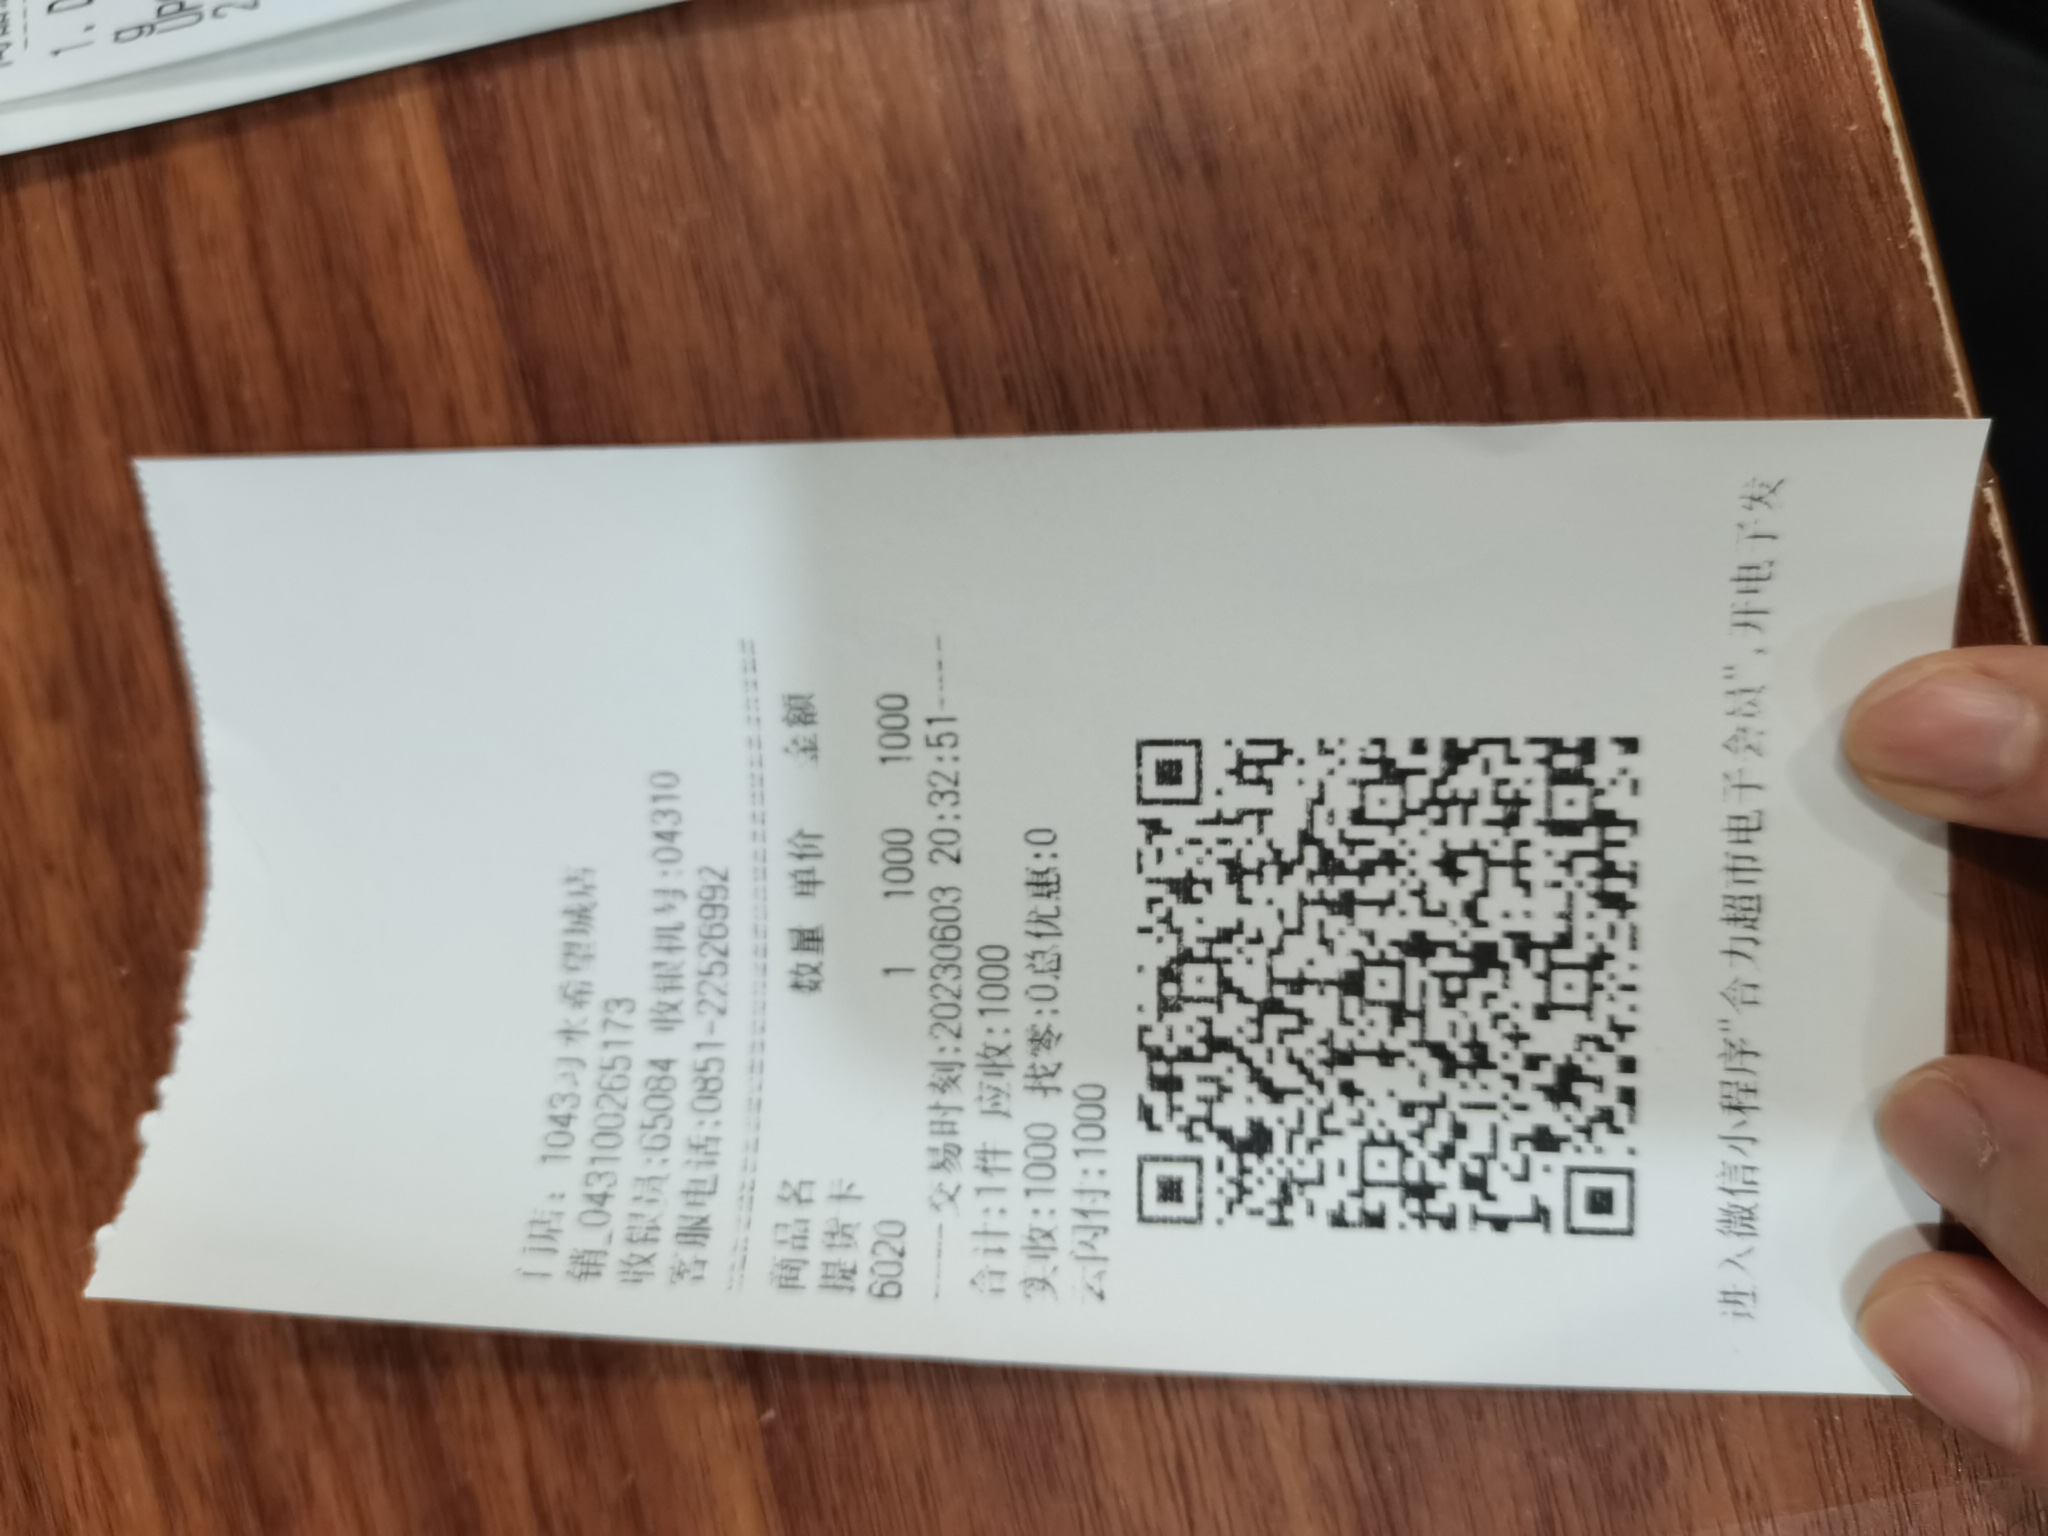 门店: 1043习水希望城店
销_0431002265173
收银员:65084 收银机号:04310
客服电话:0851-22526992
商品名 数量 单价 金额
提货卡
6020 1 1000 1000
-----交易时刻:20230603 20:32:51-----
合计:1件 应收:1000
实收:1000 找零:0总优惠:0
云闪付:1000
进入微信小程序"合力超市电子会员",开电子发